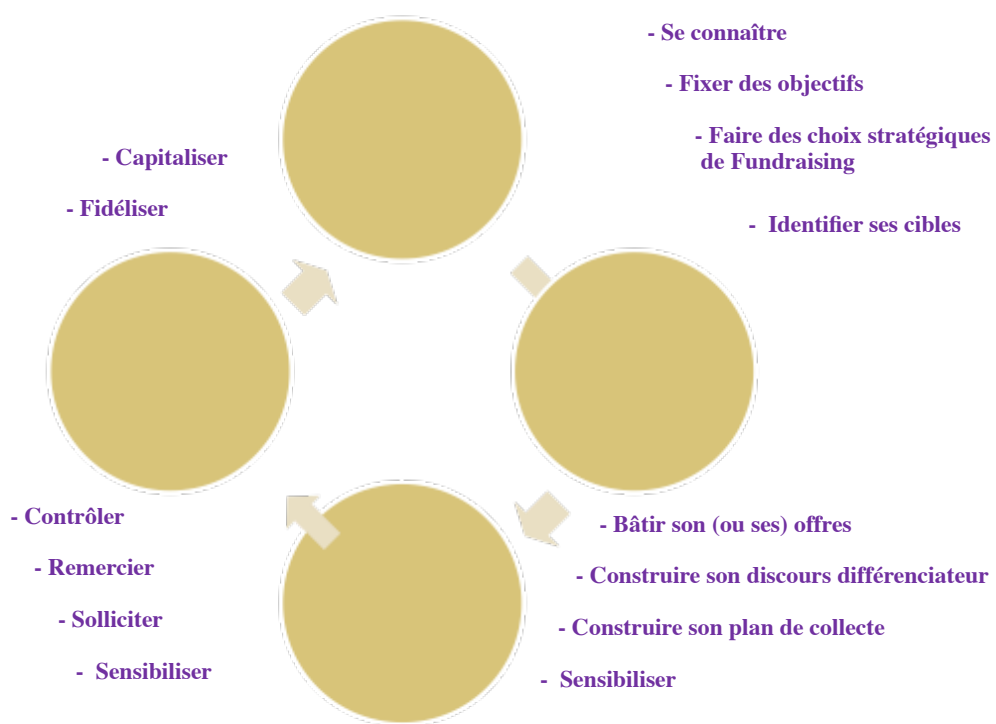 - Se connaître
- Fixer des objectifs
- Faire des choix stratégiques
de Fundraising
- Identifier ses cibles
- Bâtir son (ou ses) offres
- Construire son discours différenciateur
- Construire son plan de collecte
- Sensibiliser
- Contrôler
- Remercier
- Solliciter
- Sensibiliser
- Capitaliser
- Fidéliser